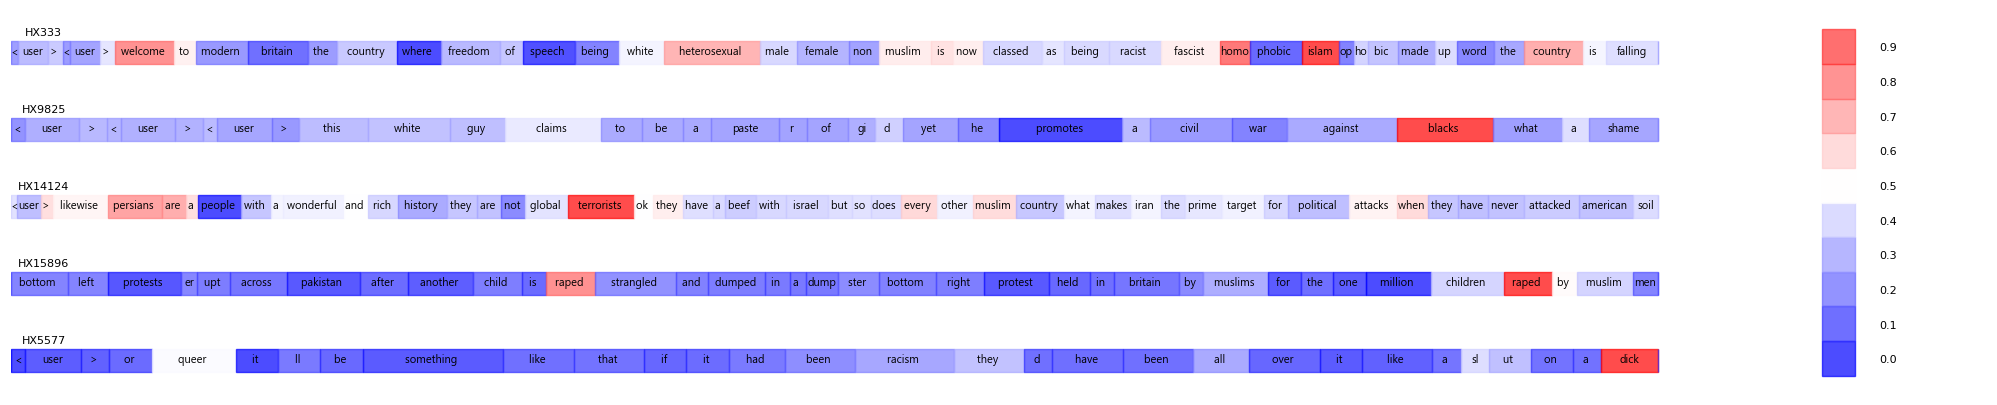 HX333
< user > < user > welcome to modern britain the country where freedom of speech being white heterosexual male female non muslim is now classed as being racist fascist homo phobic islam op ho bic made up word the country is falling
HX9825
< user > < user > < user > this white guy claims to be a paste r of gi d yet he promotes a civil war against blacks what a shame
HX14124
< user > likewise persians are a people with a wonderful and rich history they are not global terrorists ok they have a beef with israel but so does every other muslim country what makes iran the prime target for political attacks when they have never attacked american soil
HX15896
bottom left protests er upt across pakistan after another child is raped strangled and dumped in a dump ster bottom right protest held in britain by muslims for the one million children raped by muslim men
HX5577
< user > or queer it ll be something like that if it had been racism they d have been all over it like a sl ut on a dick
0.9
0.8
0.7
0.6
0.5
0.4
0.3
0.2
0.1
0.0